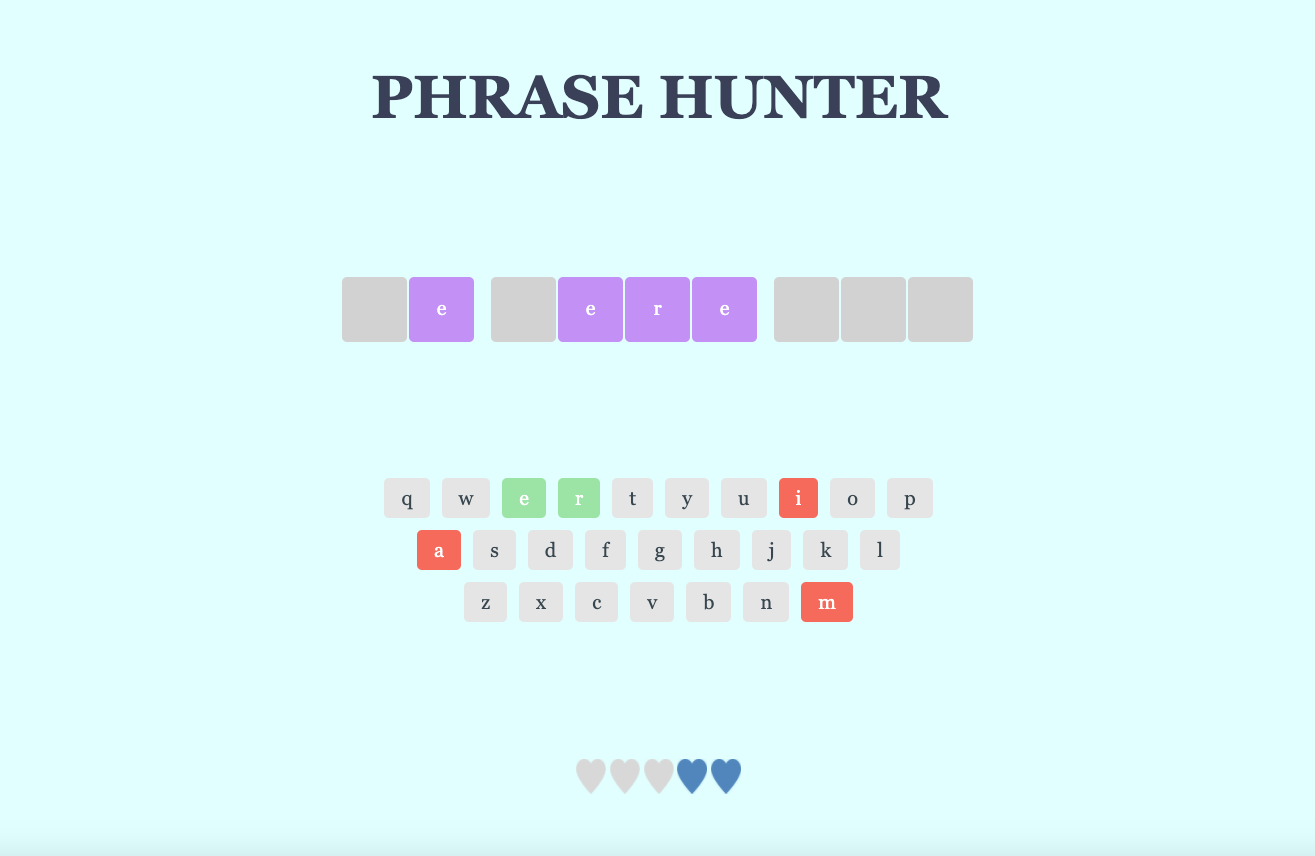 PHRASE HUNTER
e e r e
q w e r t y u i o p
a s d f g h j k l
z x c v b n m